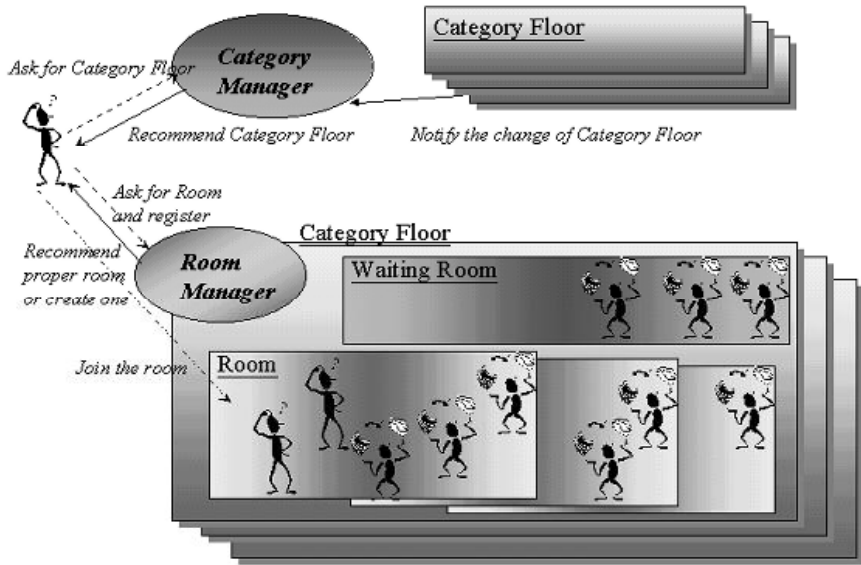 Category Floor
Category
Manager
Ask for Category Floor
Recommend Category Floor
Notify the change of Category Floor
Ask for Room
and register
Category Floor
Recommend
proper room
or create one
Room
Manager
Waiting Room
Join the room
Room
?
?
?